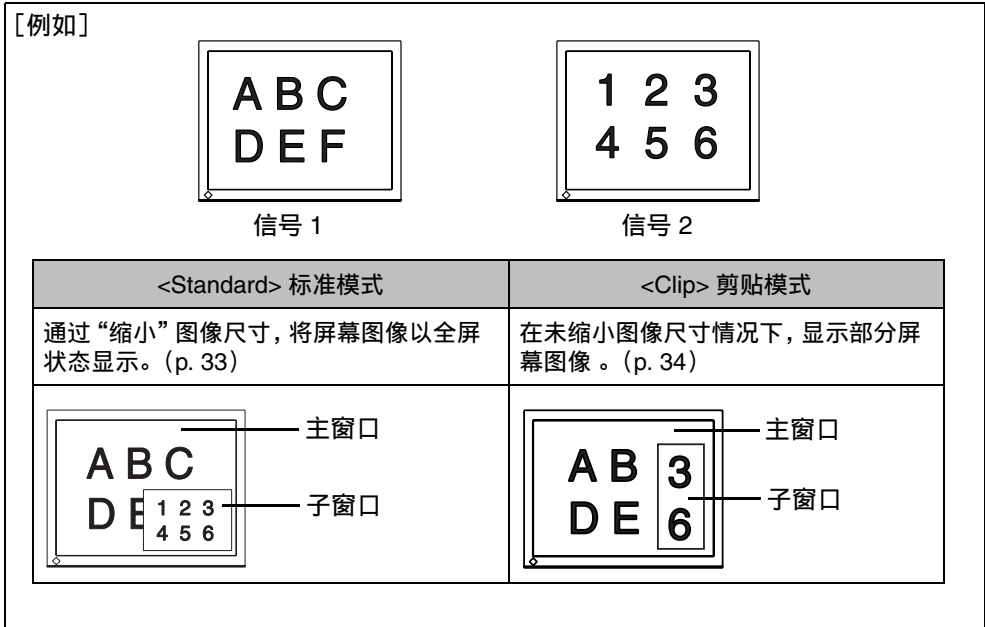 ［例如］
A B C
D E F
信号 1
1 2 3
4 5 6
信号 2
<Standard> 标准模式
<Clip> 剪贴模式
通过“缩小”图像尺寸，将屏幕图像以全屏
状态显示。（p. 33）
在未缩小图像尺寸情况下，显示部分屏
幕图像 。（p. 34）
A B C
D E
1 2 3
4 5 6
主窗口
子窗口
A B
D E
3
6
主窗口
子窗口